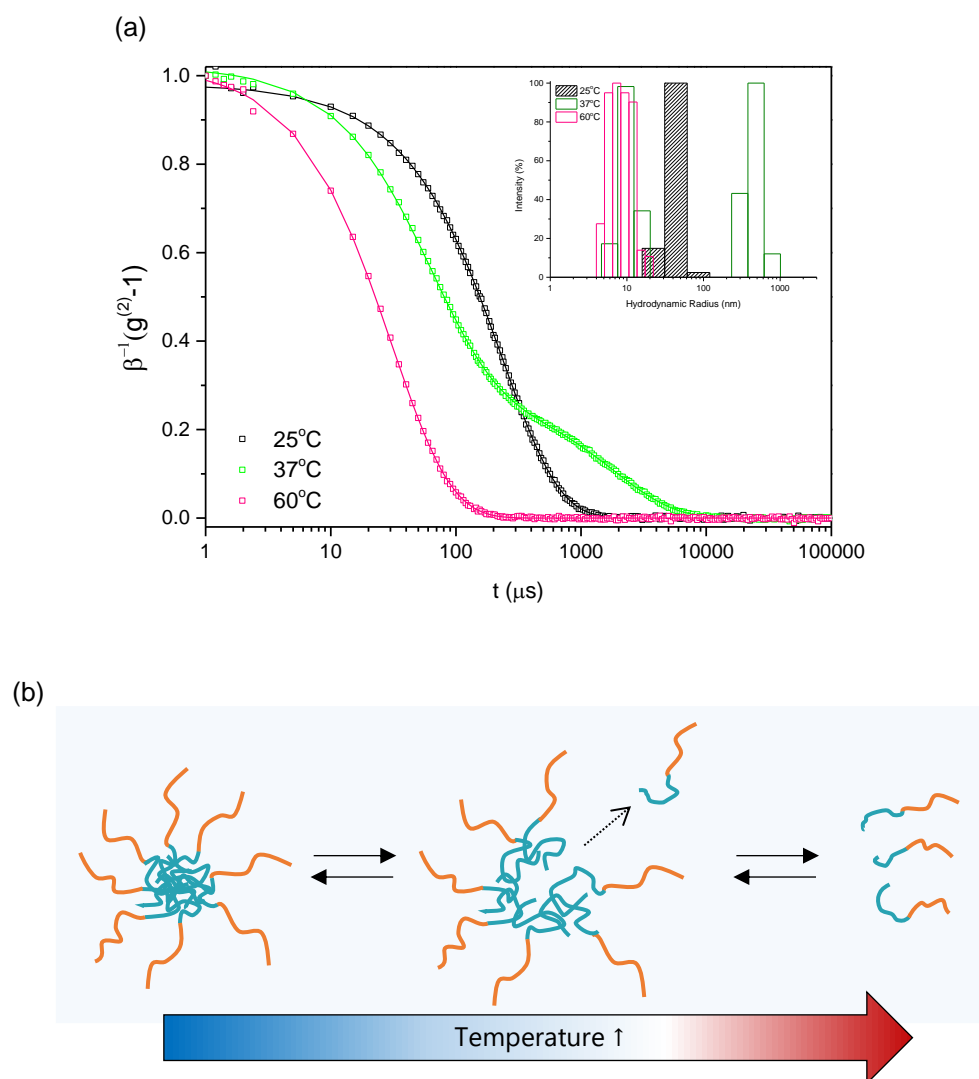 (a)
β⁻¹(g⁽²⁾-1)
1.0
0.8
0.6
0.4
0.2
0.0
1 10 100 1000 10000 100000
t (μs)
25°C
37°C
60°C
Intensity (%)
100
80
60
40
20
0
1 10 100 1000
Hydrodynamic Radius (nm)
25°C
37°C
60°C
(b)
Temperature ↑